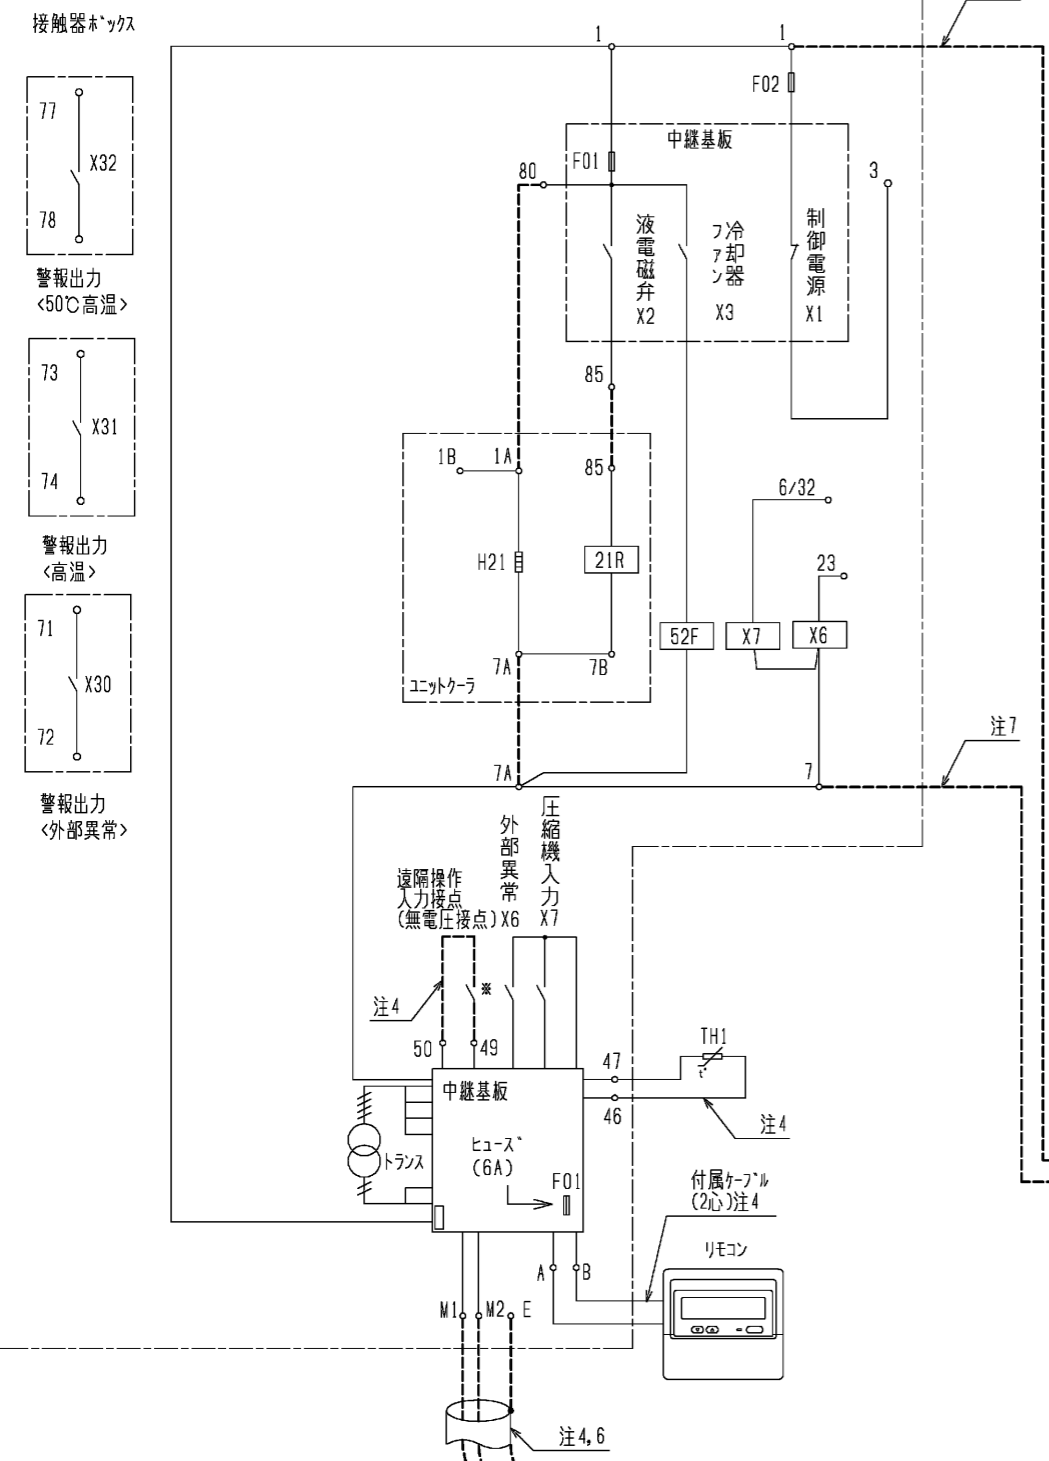 接触器ﾎﾞｯｸｽ
77
X32
78
警報出力
<50℃高温>
73
X31
74
警報出力
<高温>
71
X30
72
警報出力
<外部異常>
1
1
F02
中継基板
F01
80
3
液電磁弁
X2
冷却器
ファン
X3
制御電源
X1
85
1B
1A
85
6/32
H21
21R
23
52F
X7
X6
7A
7B
ﾕﾆｯﾄｸｰﾗ
注7
7A
7
外部異常
X6
圧縮機入力
X7
遠隔操作
入力接点
(無電圧接点)
※
注4
50
49
TH1
t°
47
46
注4
中継基板
ﾋｭｰｽﾞ
(6A)
F01
トランス
付属ｹｰﾌﾞﾙ
(2心)注4
リモコン
A
B
M1
M2
E
注4,6